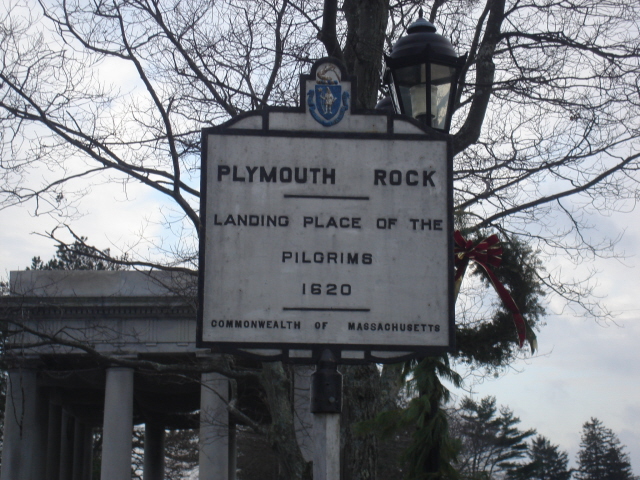 PLYMOUTH ROCK
LANDING PLACE OF THE
PILGRIMS
1620
COMMONWEALTH OF MASSACHUSETTS